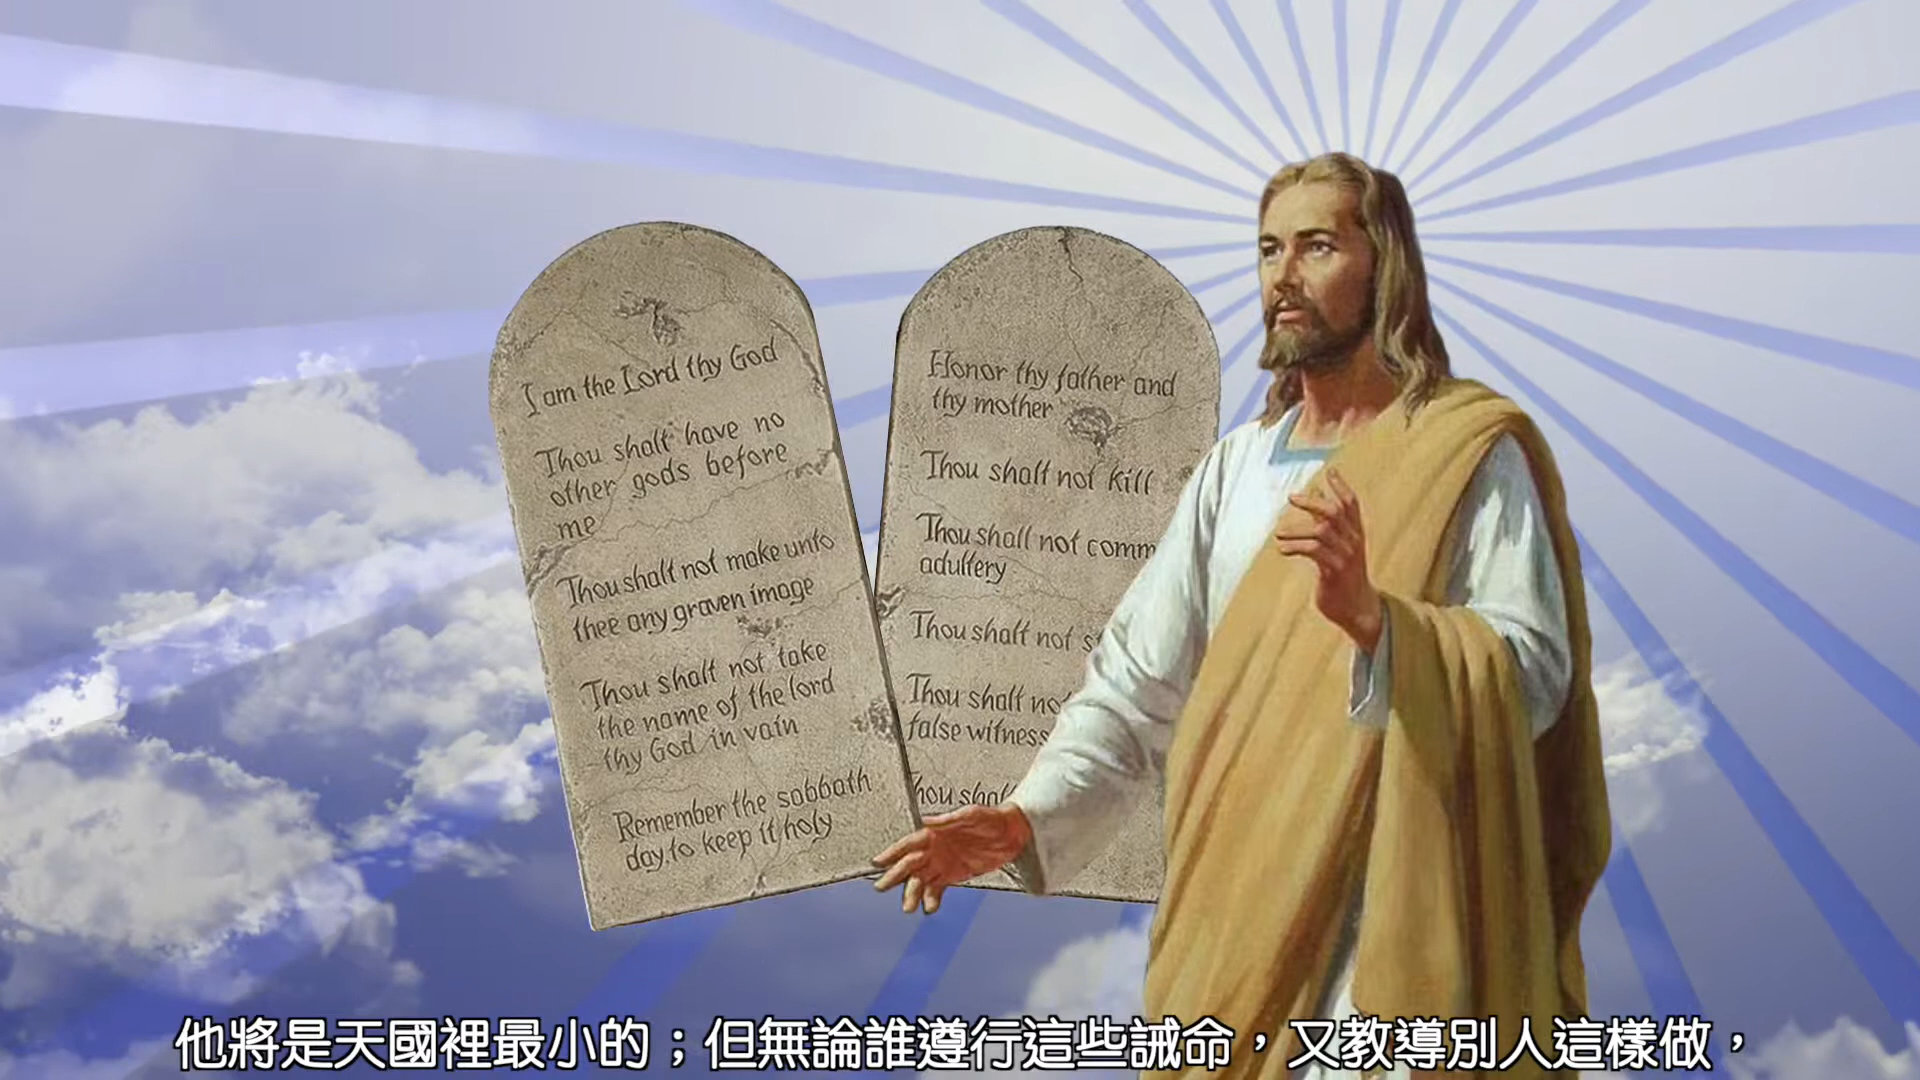 I am the Lord thy God
Thou shalt have no
other gods before
me
Thou shalt not make unto
thee any graven image
Thou shalt not take
the name of the lord
thy God in vain
Remember the sabbath
day to keep it holy
Honor thy father and
thy mother
Thou shalt not kill
Thou shalt not comm
adultery
Thou shalt not s
Thou shalt no
false witness
hou shal
他將是天國裡最小的；但無論誰遵行這些誡命，又教導別人這樣做，